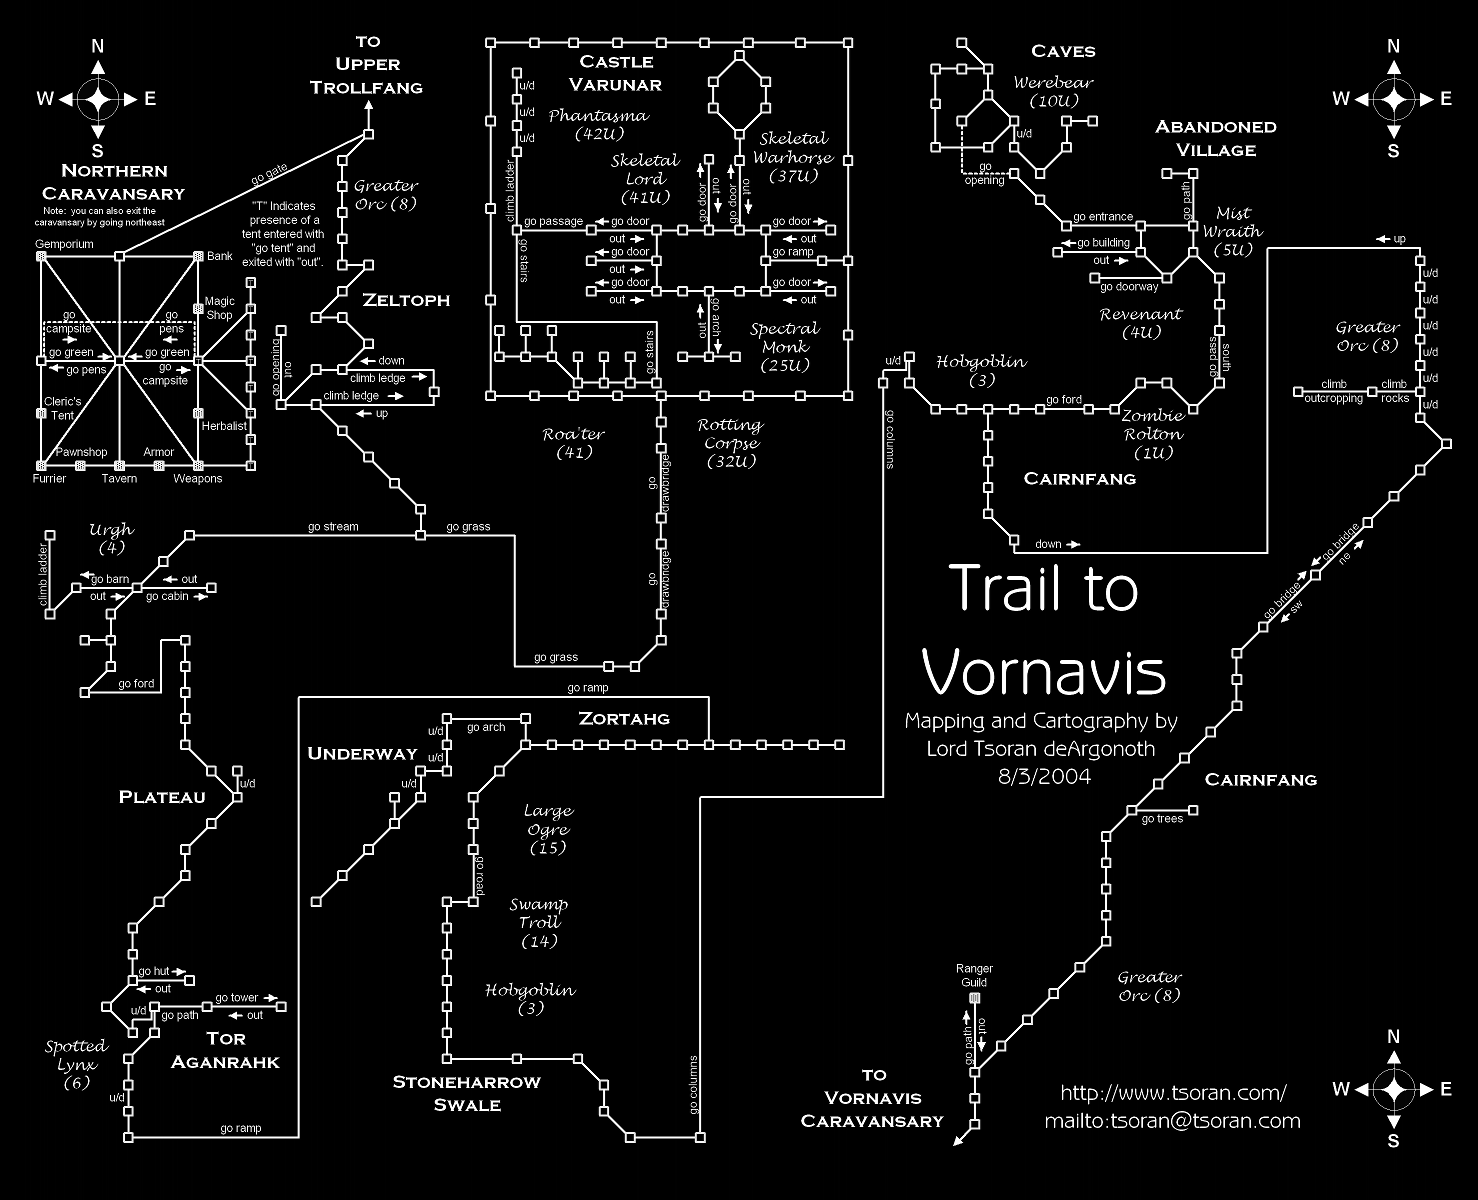 N
W
E
S
NORTHERN
CARAVANSARY
Note: you can also exit the
caravansary by going northeast
Gemporium
Bank
Magic
Shop
go
campsite
go
pens
go green
go green
go pens
go
campsite
Cleric's
Tent
Herbalist
Pawnshop
Armor
Furrier
Tavern
Weapons
TO
UPPER
TROLLFANG
go gate
Greater
Orc (8)
"T" Indicates
presence of a
tent entered with
"go tent" and
exited with "out".
ZELTOPH
out
go opening
down
climb ledge
climb ledge
up
CASTLE
VARUNAR
u/d
u/d
u/d
Phantasma
(42U)
Skeletal
Lord
(41U)
Skeletal
Warhorse
(37U)
climb ladder
go passage
go door
out
go door
out
go door
out
go door
out
go door
out
go door
out
go ramp
go door
out
go stairs
go arch
out
Spectral
Monk
(25U)
go stairs
Roa'ter
(41)
Rotting
Corpse
(32U)
go
drawbridge
go
drawbridge
go grass
go grass
go stream
CAVES
Werebear
(10U)
u/d
go
opening
ABANDONED
VILLAGE
go path
go entrance
Mist
Wraith
(5U)
go building
out
go doorway
Revenant
(4U)
go pass
south
Hobgoblin
(3)
u/d
go ford
Zombie
Rolton
(1U)
CAIRNFANG
go columns
down
N
W
E
S
up
u/d
u/d
u/d
u/d
u/d
u/d
Greater
Orc (8)
climb
outcropping
climb
rocks
go bridge
ne
go bridge
sw
Urgh
(4)
climb ladder
go barn
out
out
go cabin
go ford
PLATEAU
u/d
go hut
out
u/d
go path
go tower
out
TOR
AGANRAHK
Spotted
Lynx
(6)
u/d
go ramp
go ramp
ZORTAHG
UNDERWAY
u/d
u/d
u/d
go arch
Large
Ogre
(15)
go road
Swamp
Troll
(14)
Hobgoblin
(3)
STONEHARROW
SWALE
go columns
Trail to
Vornavis
Mapping and Cartography by
Lord Tsoran deArgonoth
8/3/2004
CAIRNFANG
go trees
Ranger
Guild
go path
out
Greater
Orc (8)
TO
VORNAVIS
CARAVANSARY
http://www.tsoran.com/
mailto:tsoran@tsoran.com
N
W
E
S